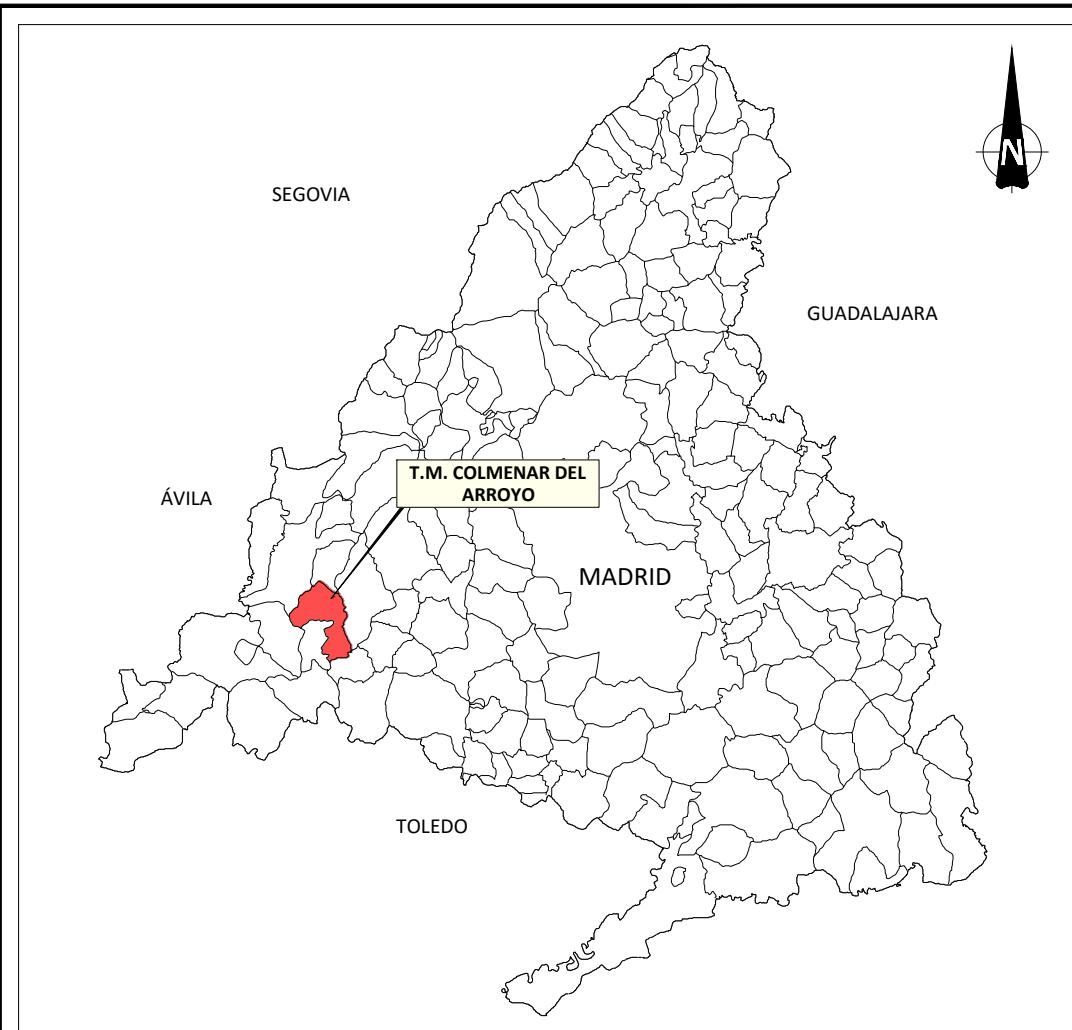 N
SEGOVIA
GUADALAJARA
T.M. COLMENAR DEL
ARROYO
ÁVILA
MADRID
TOLEDO